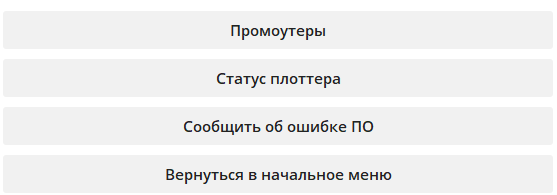 Промоутеры
Статус плоттера
Сообщить об ошибке ПО
Вернуться в начальное меню